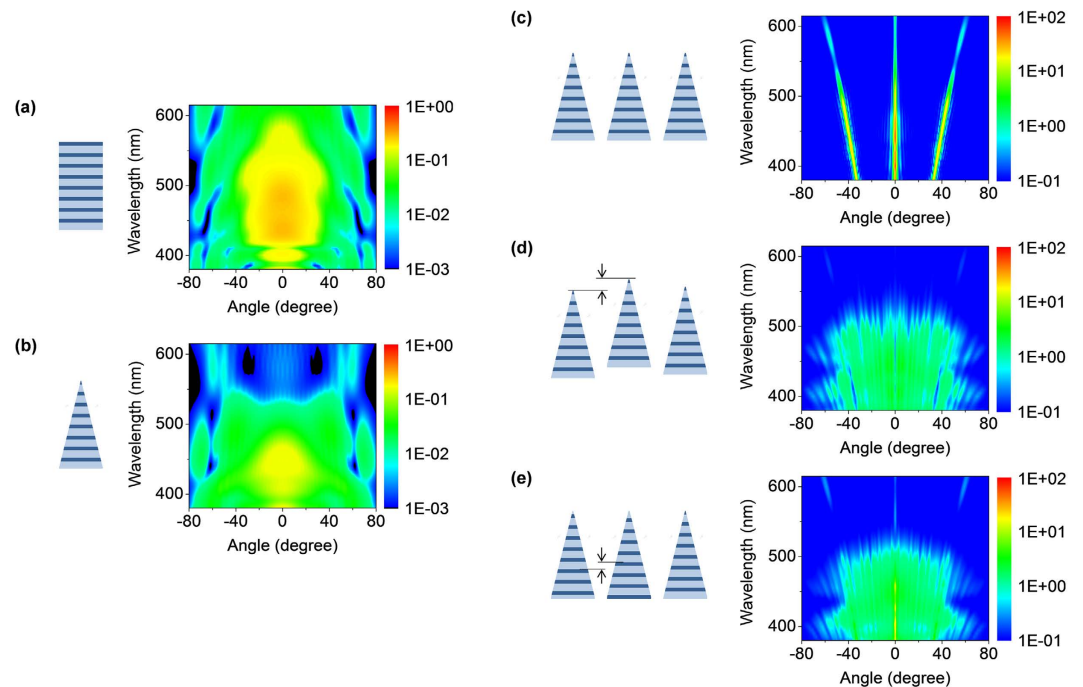 (a)
Wavelength (nm)
600
500
400
-80 -40 0 40 80
Angle (degree)
1E+00
1E-01
1E-02
1E-03
(b)
Wavelength (nm)
600
500
400
-80 -40 0 40 80
Angle (degree)
1E+00
1E-01
1E-02
1E-03
(c)
Wavelength (nm)
600
500
400
-80 -40 0 40 80
Angle (degree)
1E+02
1E+01
1E+00
1E-01
(d)
Wavelength (nm)
600
500
400
-80 -40 0 40 80
Angle (degree)
1E+02
1E+01
1E+00
1E-01
(e)
Wavelength (nm)
600
500
400
-80 -40 0 40 80
Angle (degree)
1E+02
1E+01
1E+00
1E-01